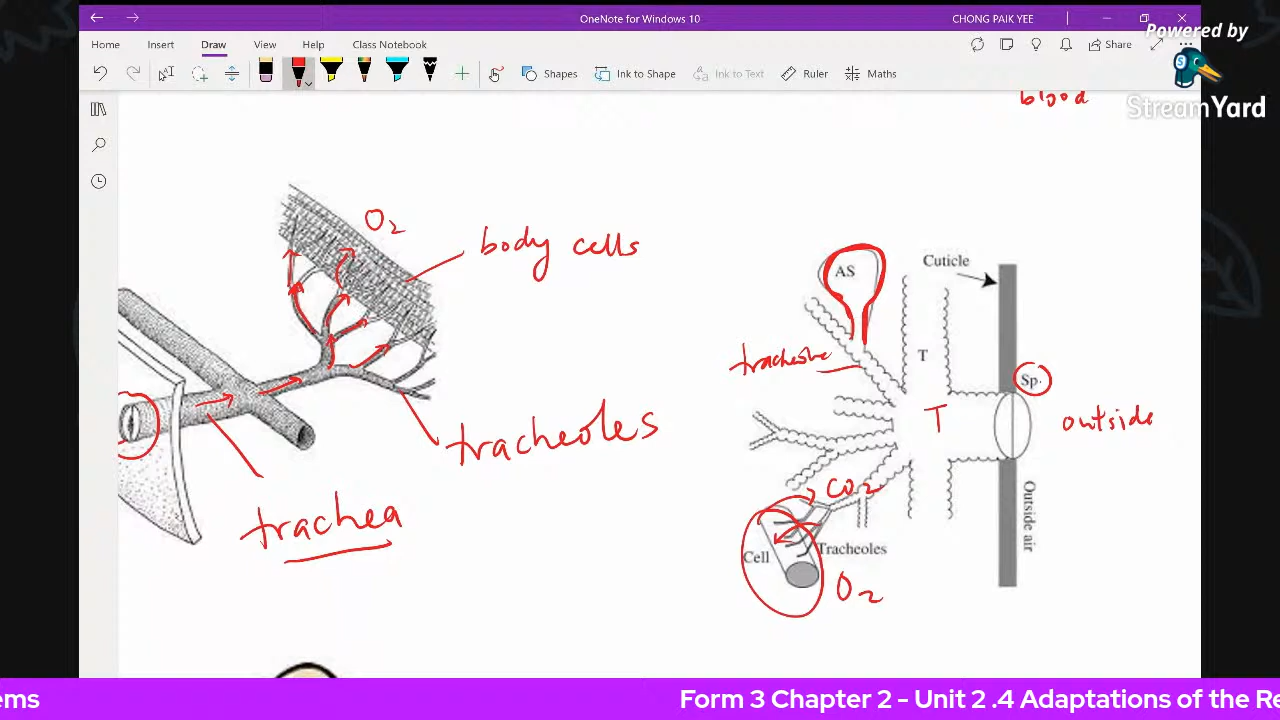 OneNote for Windows 10
CHONG PAIK YEE
Powered by
StreamYard
Home
Insert
Draw
View
Help
Class Notebook
Share
Shapes
Ink to Shape
Ink to Text
Ruler
Maths
blood
O2
body cells
tracheoles
trachea
AS
Cuticle
T
Sp.
T
outside
CO2
Cell
Tracheoles
O2
Outside air
ems
Form 3 Chapter 2 - Unit 2 .4 Adaptations of the Re